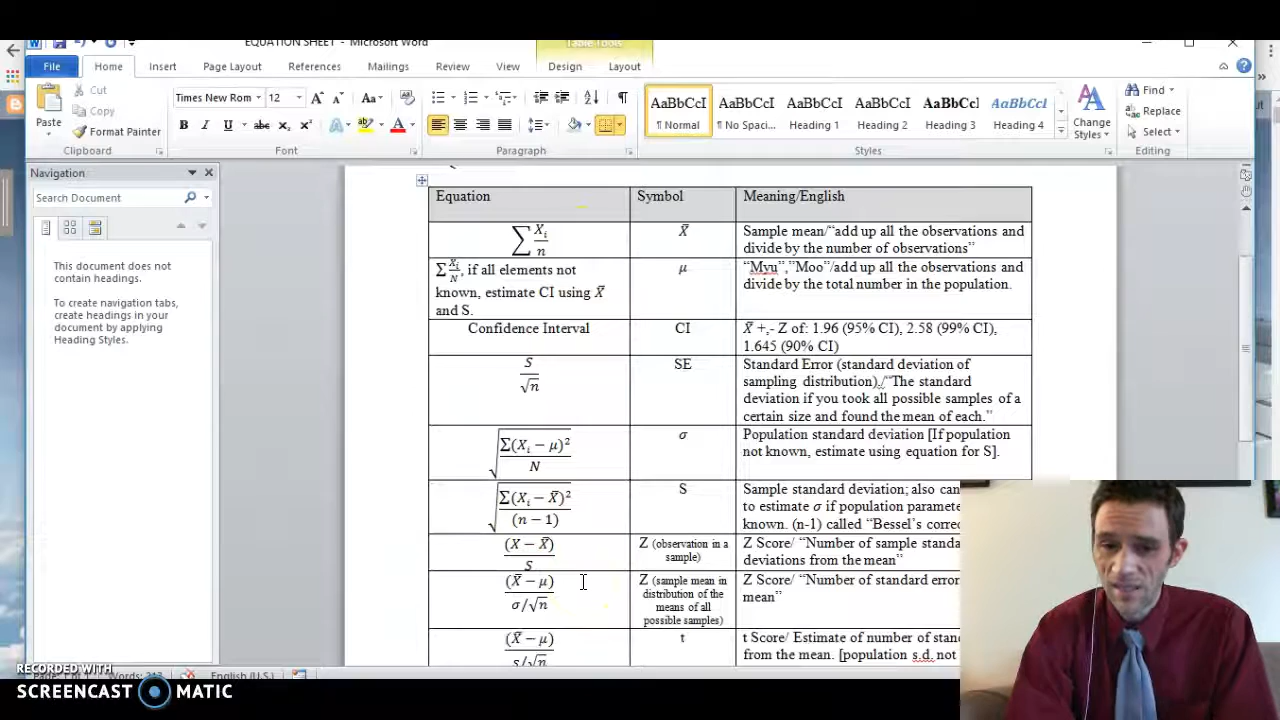 EQUATION SHEET - Microsoft Word
Table Tools
File Home Insert Page Layout References Mailings Review View Design Layout
Cut
Copy
Paste
Format Painter
Clipboard
Times New Rom 12
Font
Paragraph
AaBbCcI AaBbCcI AaBbCcI AaBbCcI AaBbCcI AaBbCcI
¶ Normal ¶ No Spaci... Heading 1 Heading 2 Heading 3 Heading 4
Change Styles
Styles
Find
Replace
Select
Editing
Navigation
Search Document
This document does not
contain headings.
To create navigation tabs,
create headings in your
document by applying
Heading Styles.
Equation Symbol Meaning/English
∑ Xᵢ/n X̄ Sample mean/“add up all the observations and
divide by the number of observations”
∑ Xᵢ/N, if all elements not
known, estimate CI using X̄
and S.
μ
“Myu”,”Moo”/add up all the observations and
divide by the total number in the population.
Confidence Interval CI X̄ +,- Z of: 1.96 (95% CI), 2.58 (99% CI),
1.645 (90% CI)
S/√n SE Standard Error (standard deviation of
sampling distribution)./“The standard
deviation if you took all possible samples of a
certain size and found the mean of each.”
√(∑(Xᵢ − μ)²/N) σ Population standard deviation [If population
not known, estimate using equation for S].
√(∑(Xᵢ − X̄)²/(n − 1)) S Sample standard deviation; also can
to estimate σ if population
known. (n-1) called “Bessel’s
(X − X̄)/S Z (observation in a
sample)
Z Score/ “Number of sample
deviations from the mean”
(X̄ − μ)/σ/√n Z (sample mean in
distribution of the
means of all
possible samples)
Z Score/ “Number of standard error
mean”
(X̄ − μ)/s/√n t t Score/ Estimate of number of
from the mean. [population s.d. not
English (U.S.)
RECORDED WITH
SCREENCAST MATIC